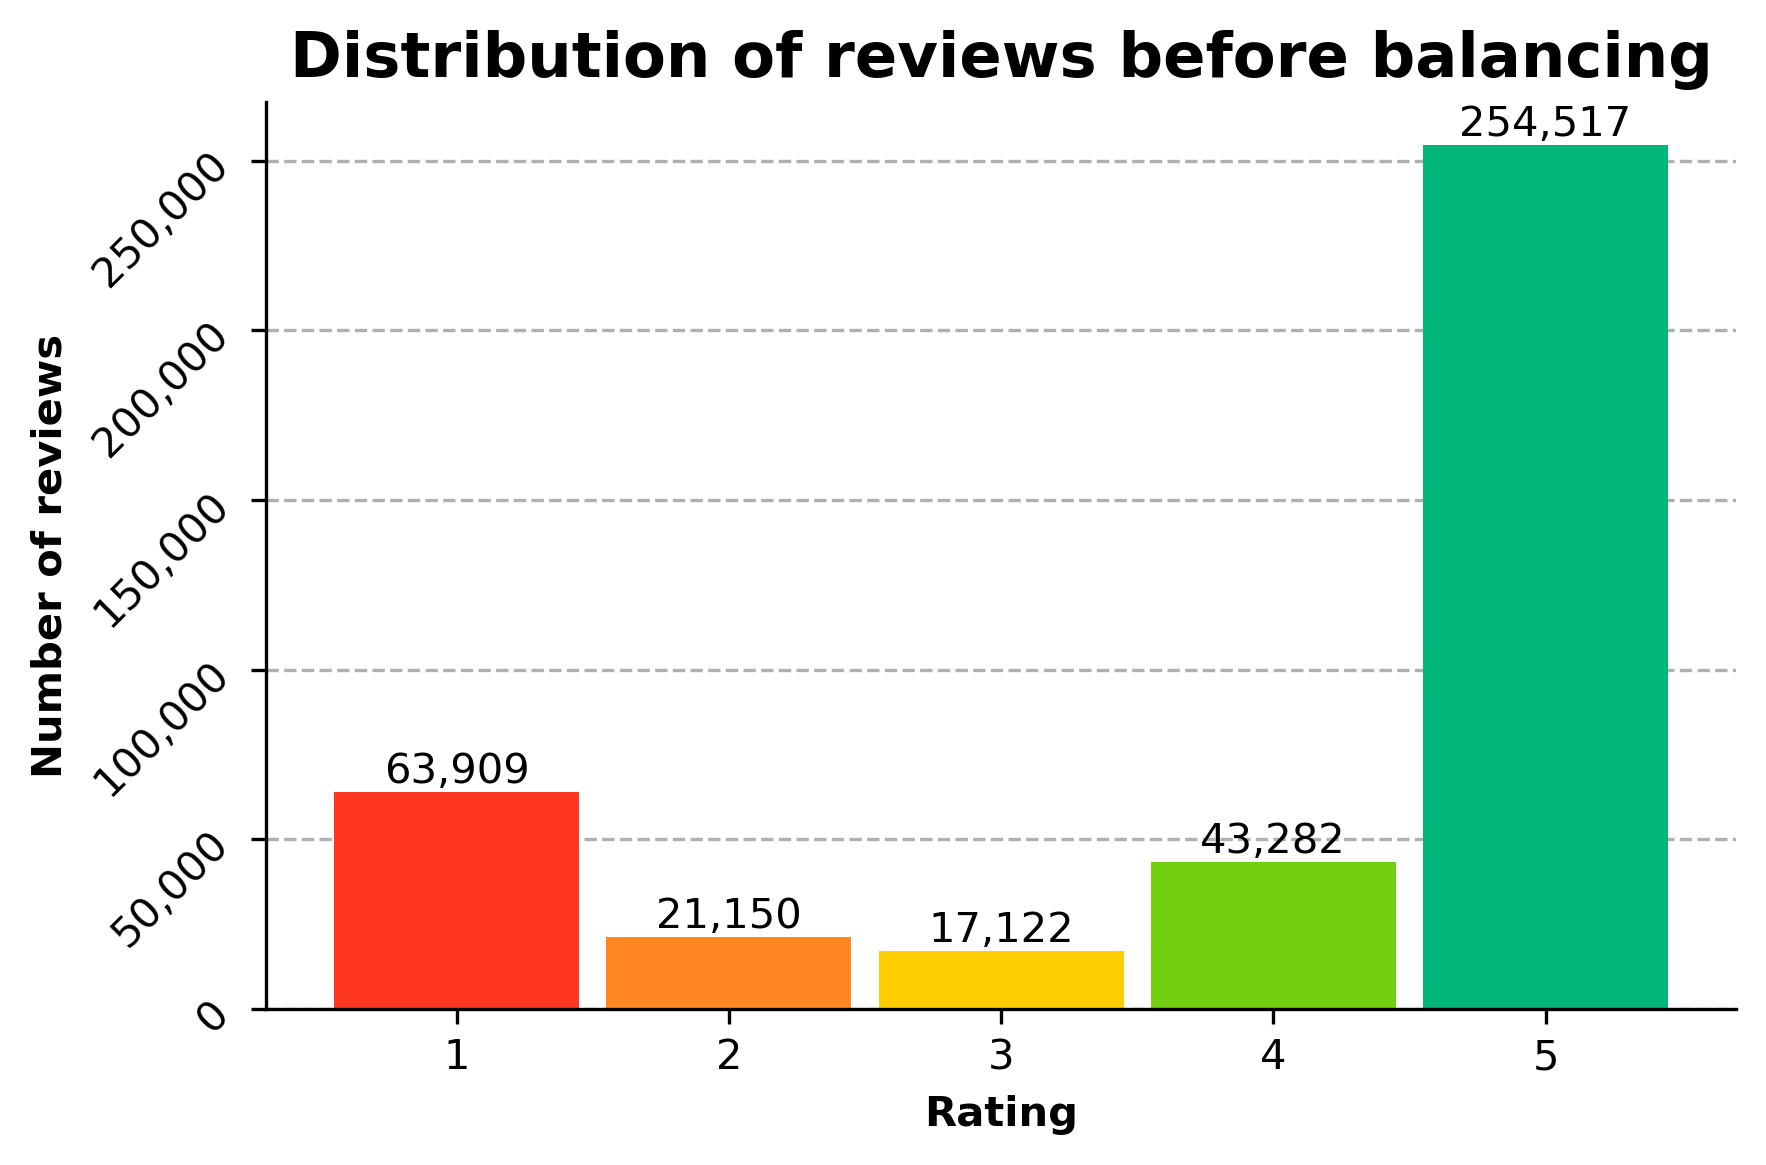 Distribution of reviews before balancing
254,517
250,000
200,000
150,000
100,000
63,909
50,000
43,282
21,150
17,122
0
1 2 3 4 5
Number of reviews
Rating